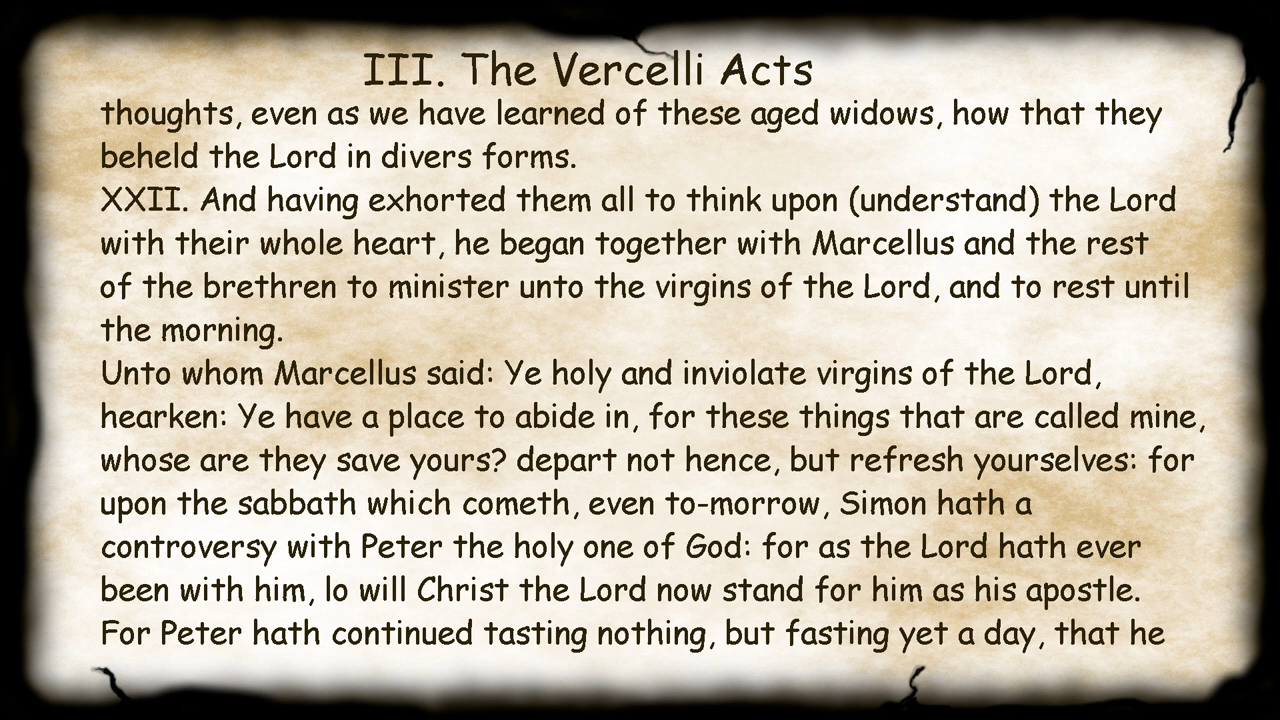 III. The Vercelli Acts
thoughts, even as we have learned of these aged widows, how that they
beheld the Lord in divers forms.
XXII. And having exhorted them all to think upon (understand) the Lord
with their whole heart, he began together with Marcellus and the rest
of the brethren to minister unto the virgins of the Lord, and to rest until
the morning.
Unto whom Marcellus said: Ye holy and inviolate virgins of the Lord,
hearken: Ye have a place to abide in, for these things that are called mine,
whose are they save yours? depart not hence, but refresh yourselves: for
upon the sabbath which cometh, even to-morrow, Simon hath a
controversy with Peter the holy one of God: for as the Lord hath ever
been with him, lo will Christ the Lord now stand for him as his apostle.
For Peter hath continued tasting nothing, but fasting yet a day, that he